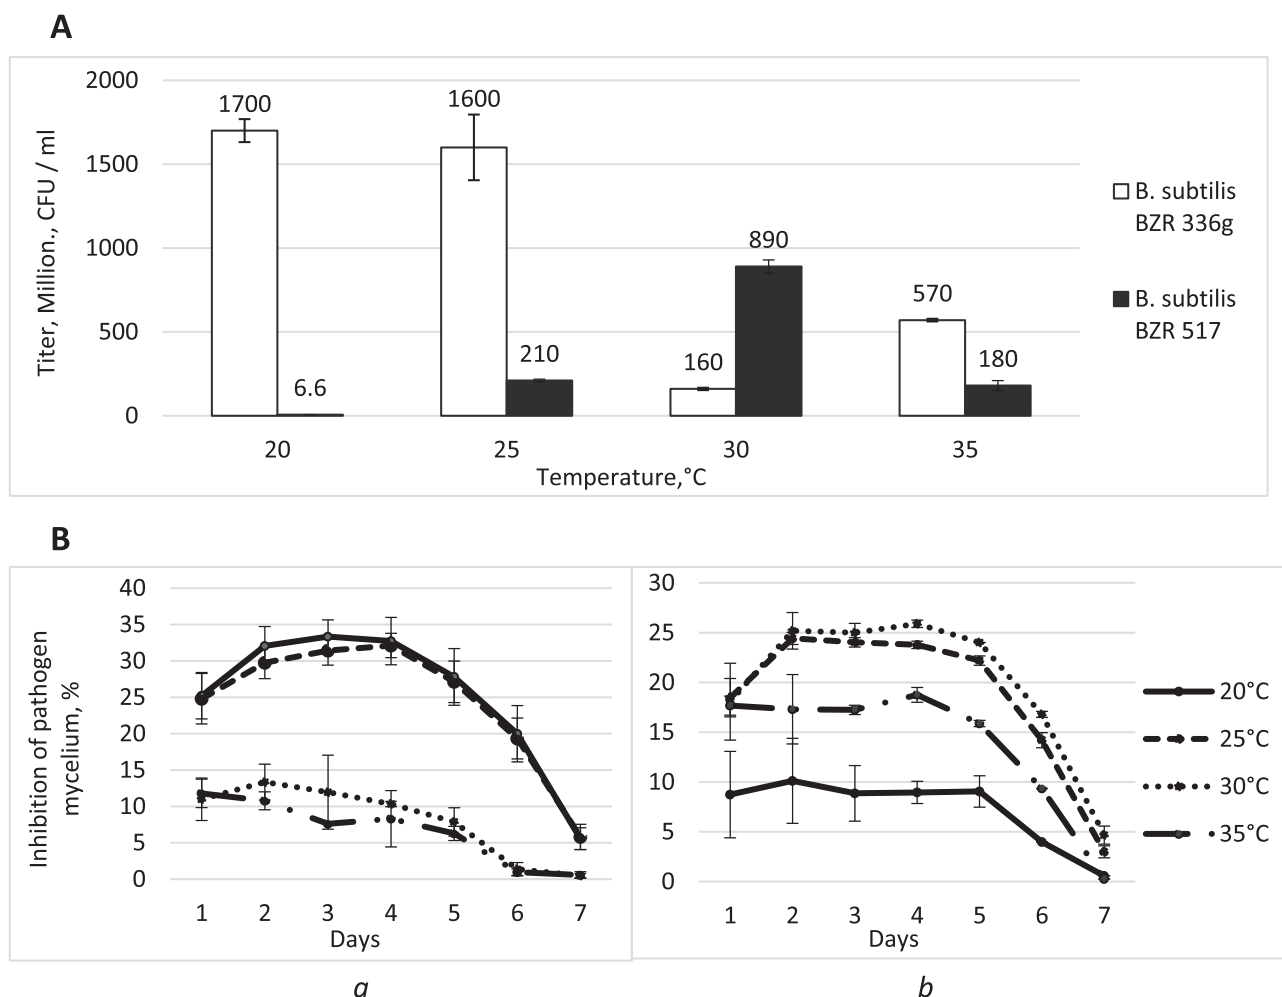 A
2000
1500
1000
500
0
Titer, Million., CFU / ml
1700
6.6
1600
210
160
890
570
180
20 25 30 35
Temperature,°C
B. subtilis
BZR 336g
B. subtilis
BZR 517
B
40
35
30
25
20
15
10
5
0
Inhibition of pathogen
mycelium, %
1 2 3 4 5 6 7
Days
a
30
25
20
15
10
5
0
1 2 3 4 5 6 7
Days
b
20°C
25°C
30°C
35°C